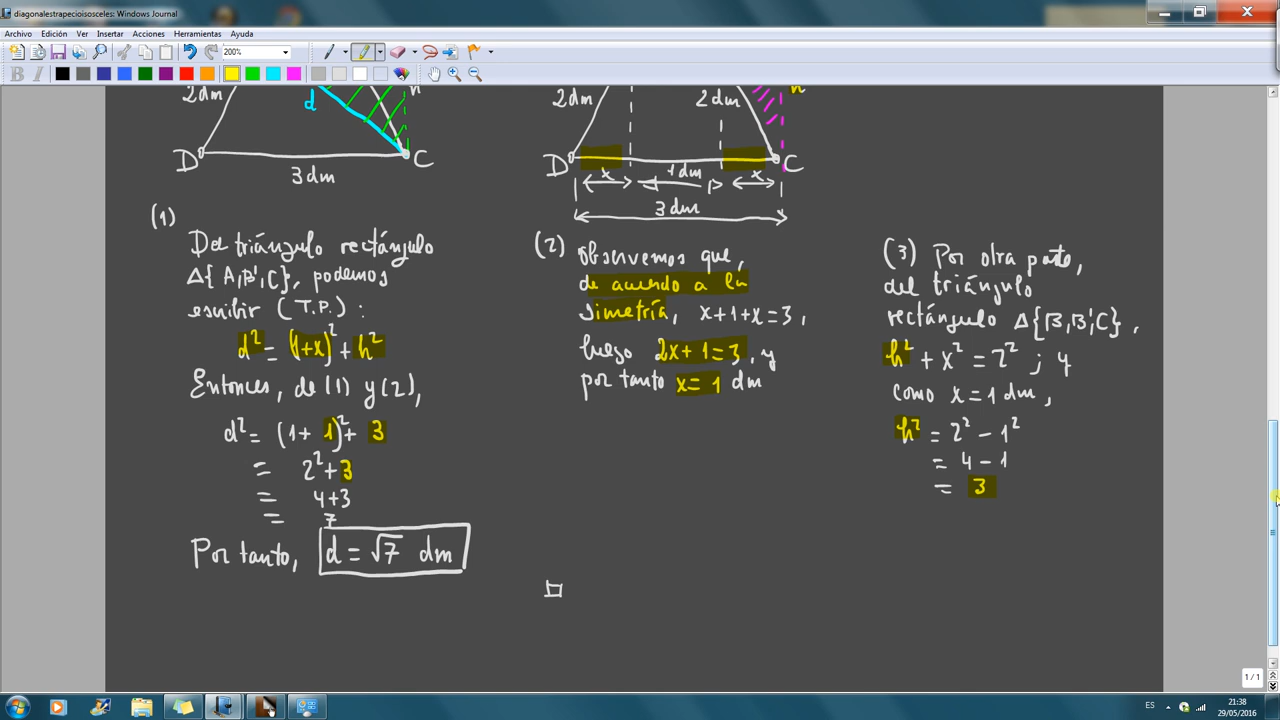 diagonalestrapecioisosceles: Windows Journal
Archivo Edición Ver Insertar Acciones Herramientas Ayuda
200%
B I
2dm
d
h
D
C
3dm
2dm
2dm
h
D
C
x
1dm
x
3dm
(1)
Del triángulo rectángulo
Δ{A,B',C}, podemos
escribir (T.P.):
d² = (1+x)² + h²
Entonces, de (1) y (2),
d² = (1+ 1)² + 3
= 2² + 3
= 4+3
= 7
Por tanto, d = √7 dm
(2) Observemos que,
de acuerdo a la
simetría, x+1+x=3,
luego 2x+1=3, y
por tanto x= 1 dm
(3) Por otra parte,
del triángulo
rectángulo Δ{B,B',C},
h² + x² = 2² ; y
como x=1dm,
h² = 2² - 1²
= 4-1
= 3
1/1
ES
21:38
29/05/2016